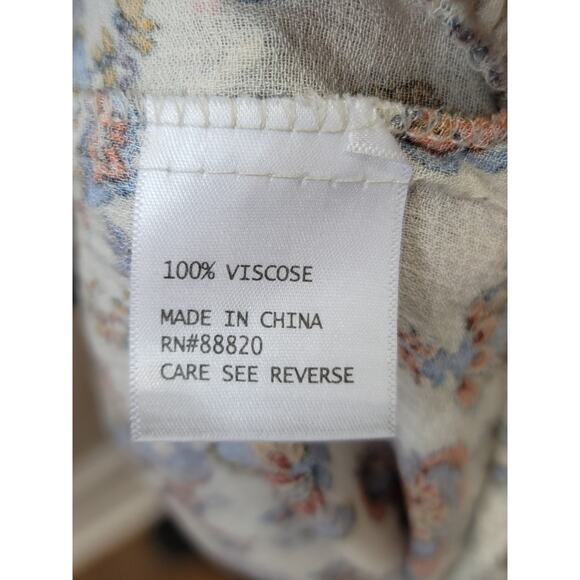 100% VISCOSE
MADE IN CHINA
RN#88820
CARE SEE REVERSE